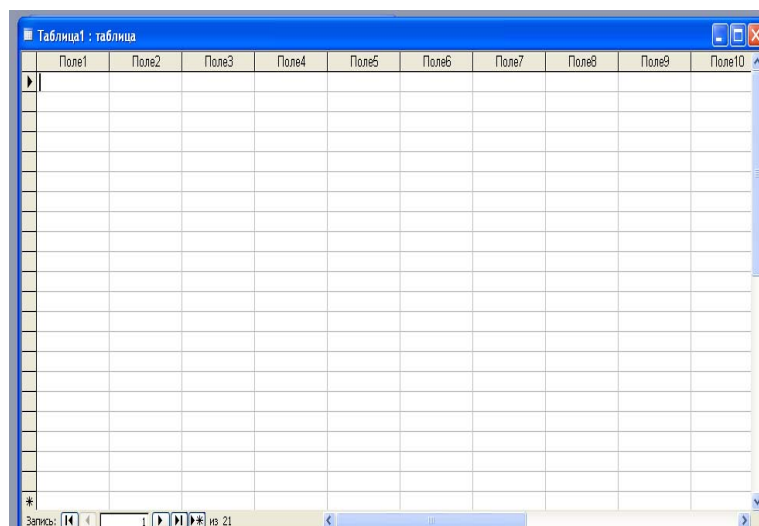 Таблица1 : таблица
Поле1 Поле2 Поле3 Поле4 Поле5 Поле6 Поле7 Поле8 Поле9 Поле10
Запись: 1 из 21